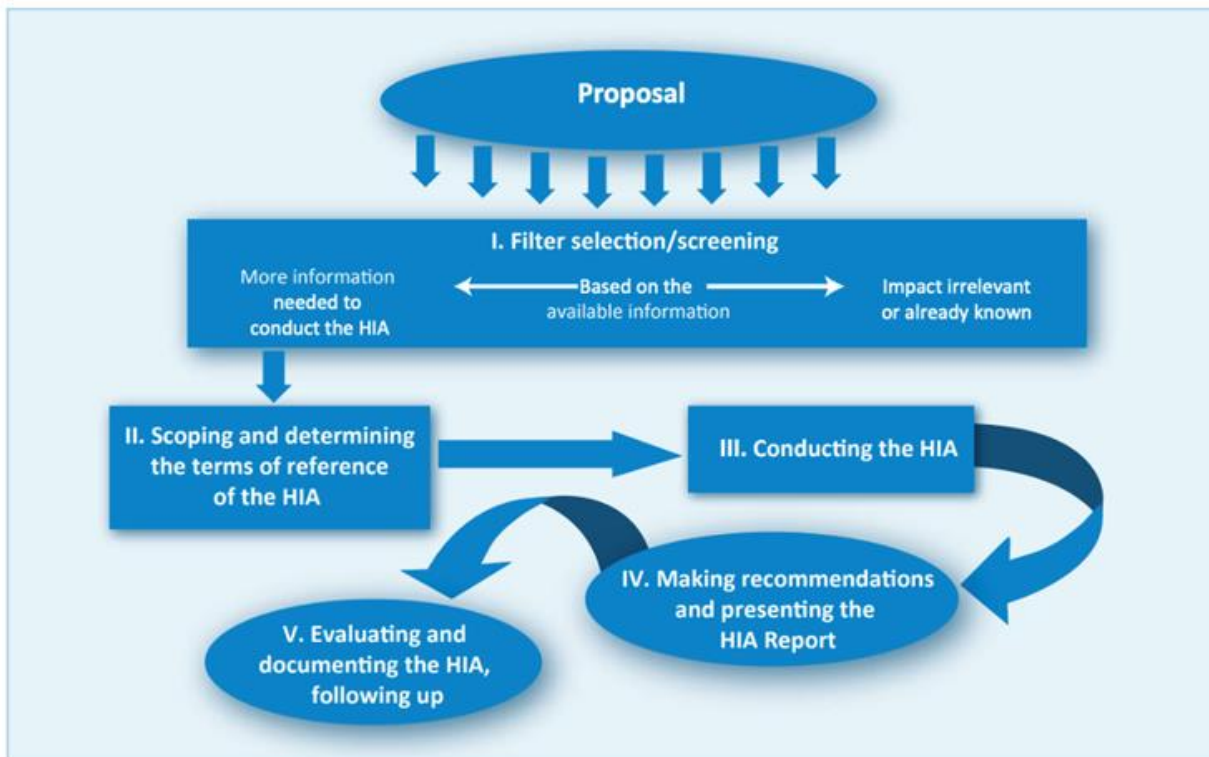 Proposal
I. Filter selection/screening
More information
needed to
conduct the HIA
Based on the
available information
Impact irrelevant
or already known
II. Scoping and determining
the terms of reference
of the HIA
III. Conducting the HIA
IV. Making recommendations
and presenting the
HIA Report
V. Evaluating and
documenting the HIA,
following up